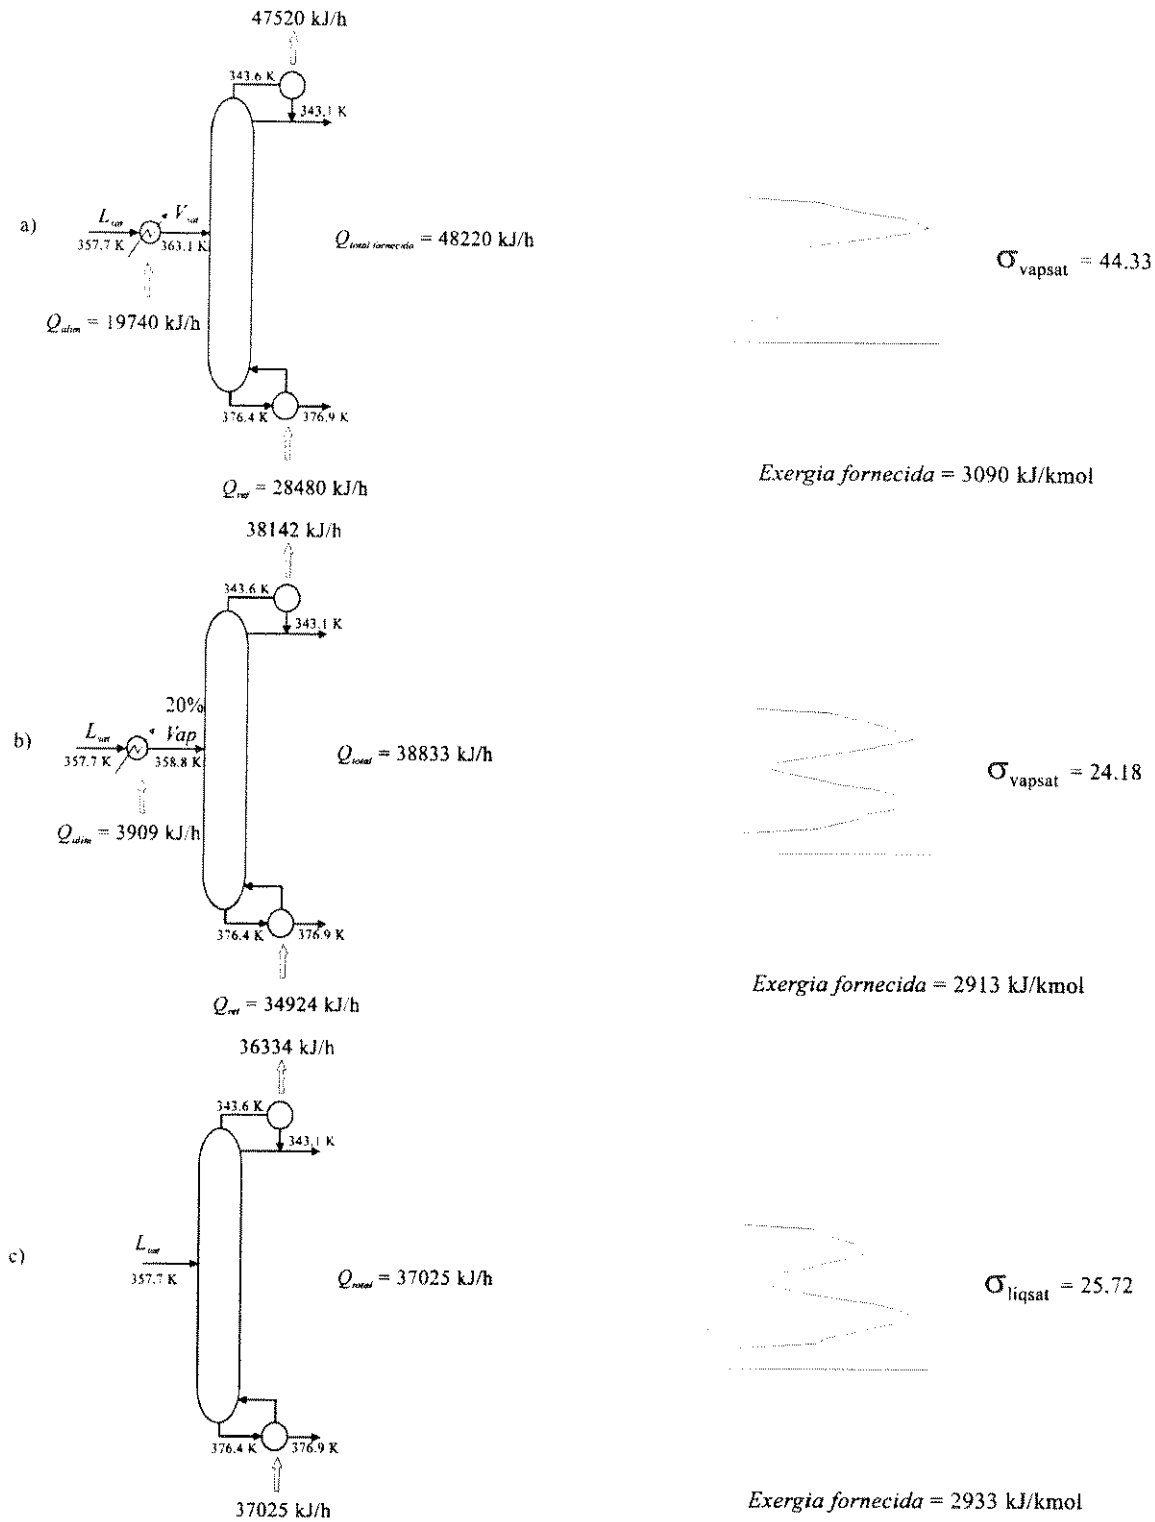 47520 kJ/h
343.6 K
343.1 K
a)
L_sat
V_sat
357.7 K
363.1 K
Q_total fornecida = 48220 kJ/h
σ_vapsat = 44.33
Q_alim = 19740 kJ/h
376.4 K
376.9 K
Exergia fornecida = 3090 kJ/kmol
Q_ref = 28480 kJ/h
38142 kJ/h
343.6 K
343.1 K
20%
b)
L_sat
Vap
357.7 K
358.8 K
Q_total = 38833 kJ/h
σ_vapsat = 24.18
Q_alim = 3909 kJ/h
376.4 K
376.9 K
Exergia fornecida = 2913 kJ/kmol
Q_ref = 34924 kJ/h
36334 kJ/h
343.6 K
343.1 K
c)
L_sat
357.7 K
Q_total = 37025 kJ/h
σ_líqsat = 25.72
376.4 K
376.9 K
Exergia fornecida = 2933 kJ/kmol
37025 kJ/h